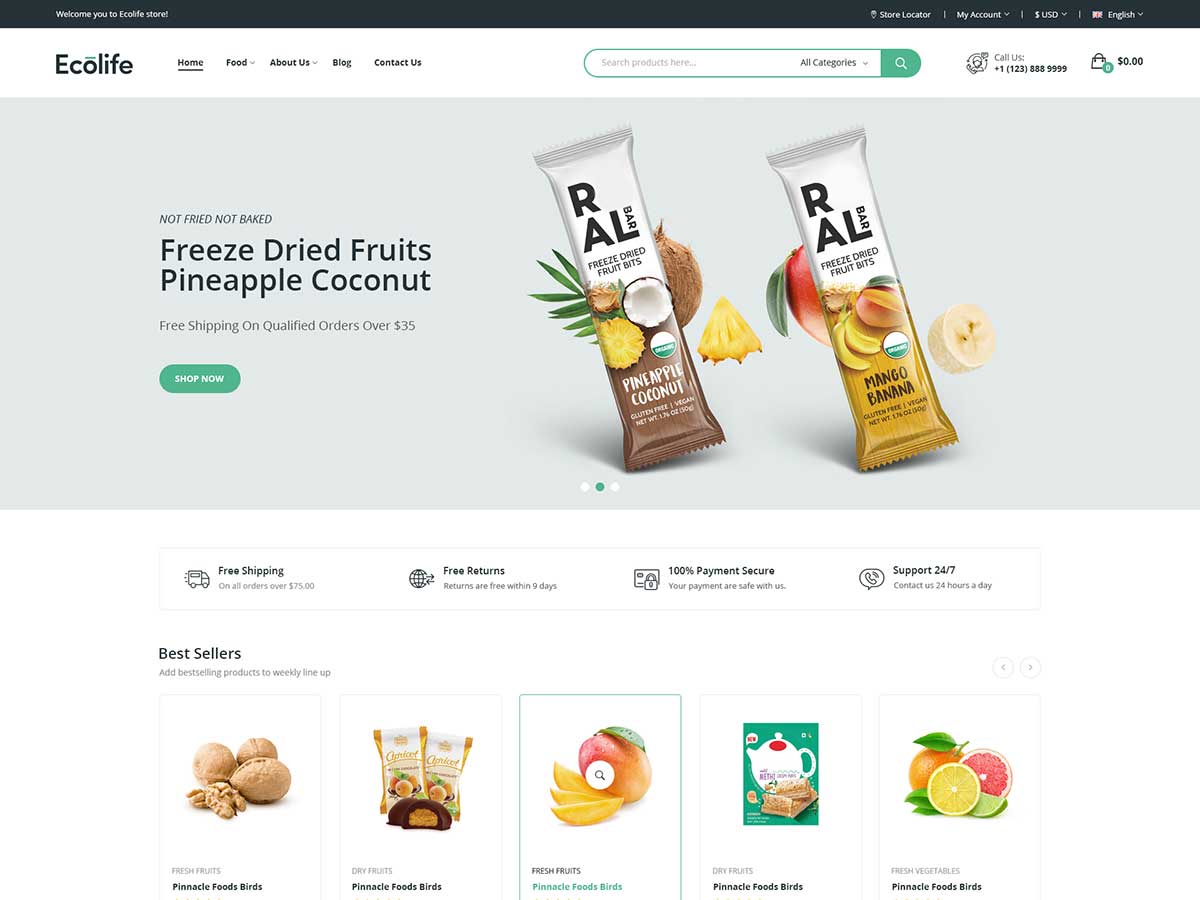 Welcome you to Ecolife store!
Store Locator
My Account
$ USD
English
Ecolife
Home
Food
About Us
Blog
Contact Us
Search products here...
All Categories
Call Us:
+1 (123) 888 9999
0
$0.00
NOT FRIED NOT BAKED
Freeze Dried Fruits
Pineapple Coconut
Free Shipping On Qualified Orders Over $35
SHOP NOW
R
AL BAR
FREEZE DRIED
FRUIT BITS
ORGANIC
PINEAPPLE
COCONUT
GLUTEN FREE | VEGAN
NET WT. 1.76 OZ (50g)
R
AL BAR
FREEZE DRIED
FRUIT BITS
ORGANIC
MANGO
BANANA
GLUTEN FREE | VEGAN
NET WT. 1.76 OZ (50g)
Free Shipping
On all orders over $75.00
Free Returns
Returns are free within 9 days
100% Payment Secure
Your payment are safe with us.
Support 24/7
Contact us 24 hours a day
Best Sellers
Add bestselling products to weekly line up
Apricot
Apricot
NEW
METHI
FRESH FRUITS
Pinnacle Foods Birds
DRY FRUITS
Pinnacle Foods Birds
FRESH FRUITS
Pinnacle Foods Birds
DRY FRUITS
Pinnacle Foods Birds
FRESH VEGETABLES
Pinnacle Foods Birds